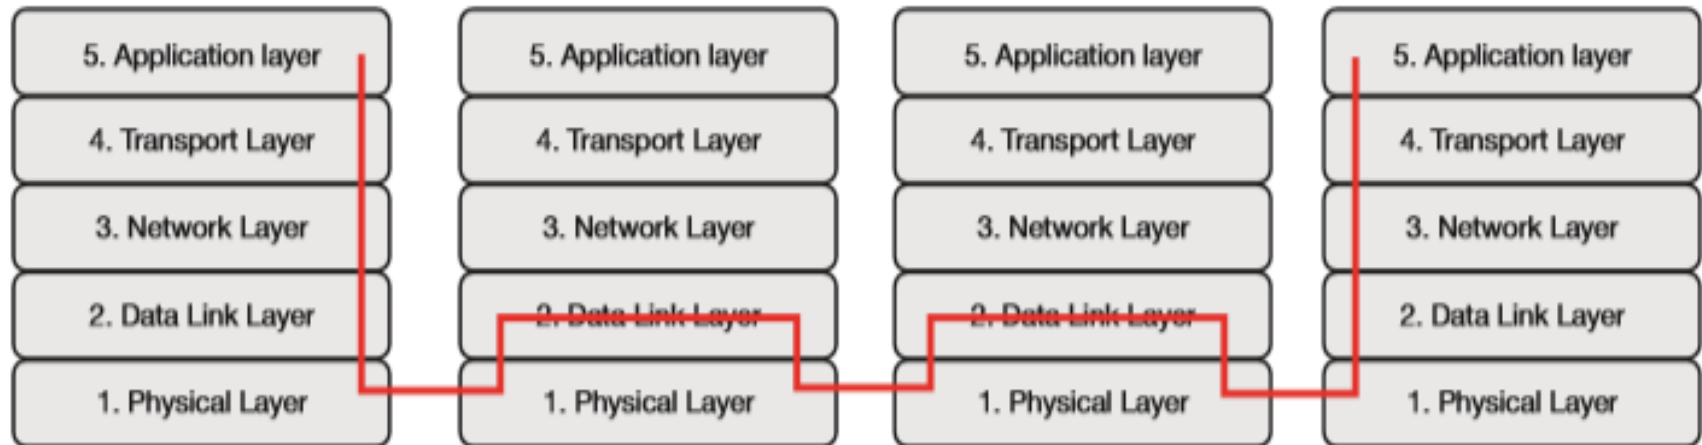 5. Application layer
4. Transport Layer
3. Network Layer
2. Data Link Layer
1. Physical Layer
5. Application layer
4. Transport Layer
3. Network Layer
2. Data Link Layer
1. Physical Layer
5. Application layer
4. Transport Layer
3. Network Layer
2. Data Link Layer
1. Physical Layer
5. Application layer
4. Transport Layer
3. Network Layer
2. Data Link Layer
1. Physical Layer